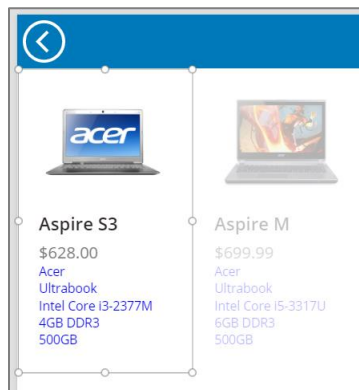 acer
Aspire S3
$628.00
Acer
Ultrabook
Intel Core i3-2377M
4GB DDR3
500GB
Aspire M
$699.99
Acer
Ultrabook
Intel Core i5-3317U
6GB DDR3
500GB